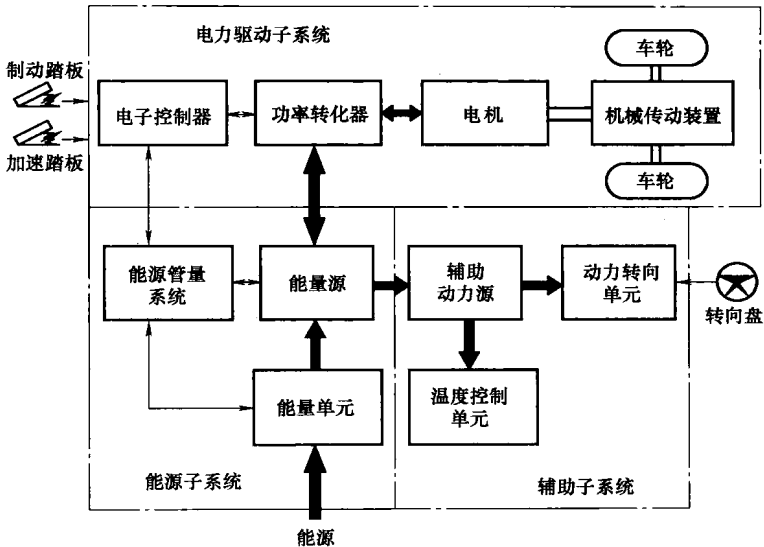 电力驱动子系统
车轮
制动踏板
电子控制器
功率转化器
电机
机械传动装置
加速踏板
车轮
能源管量
系统
能量源
辅助
动力源
动力转向
单元
转向盘
能量单元
温度控制
单元
能源子系统
辅助子系统
能源